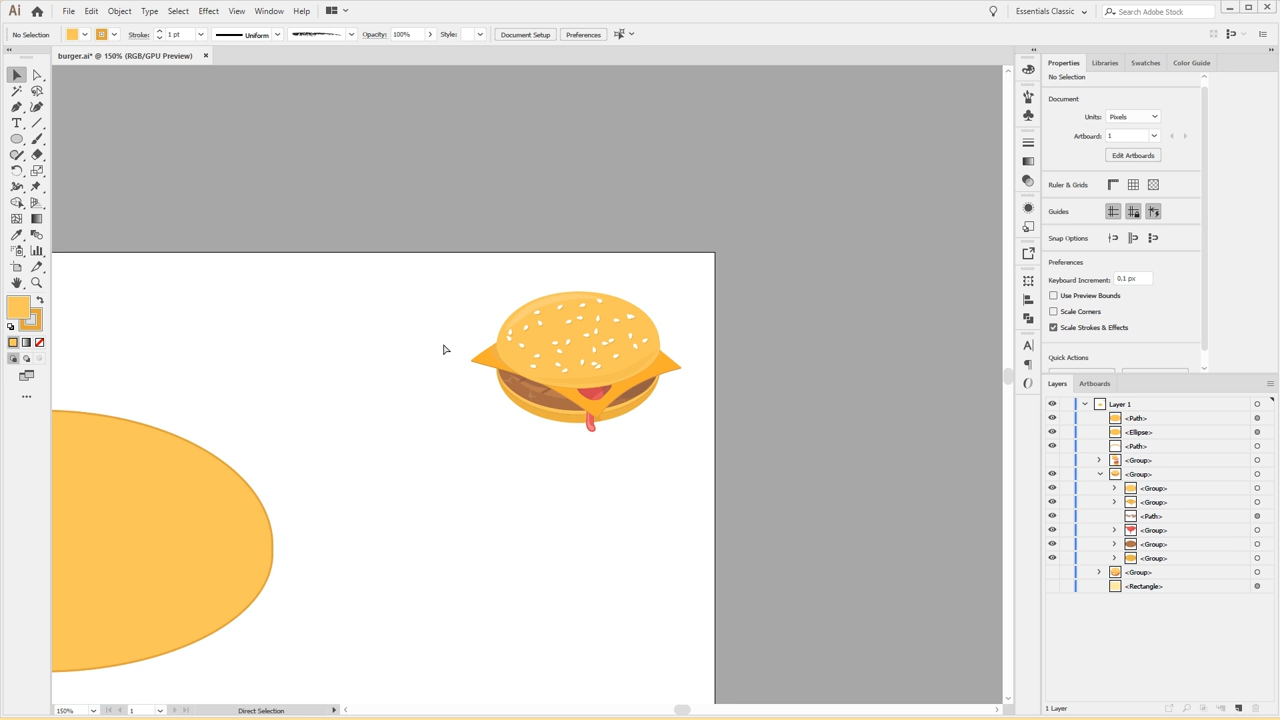 Ai File Edit Object Type Select Effect View Window Help Essentials Classic Search Adobe Stock
No Selection Stroke: 1 pt Uniform Opacity: 100% Style: Document Setup Preferences
burger.ai* @ 150% (RGB/GPU Preview) ×
Properties Libraries Swatches Color Guide
No Selection
Document
Units: Pixels
Artboard: 1
Edit Artboards
Ruler & Grids
Guides
Snap Options
Preferences
Keyboard Increment: 0,1 px
Use Preview Bounds
Scale Corners
Scale Strokes & Effects
Quick Actions
Layers Artboards
Layer 1
<Path>
<Ellipse>
<Path>
<Group>
<Group>
<Group>
<Group>
<Path>
<Group>
<Group>
<Group>
<Group>
<Rectangle>
150% 1 Direct Selection 1 Layer